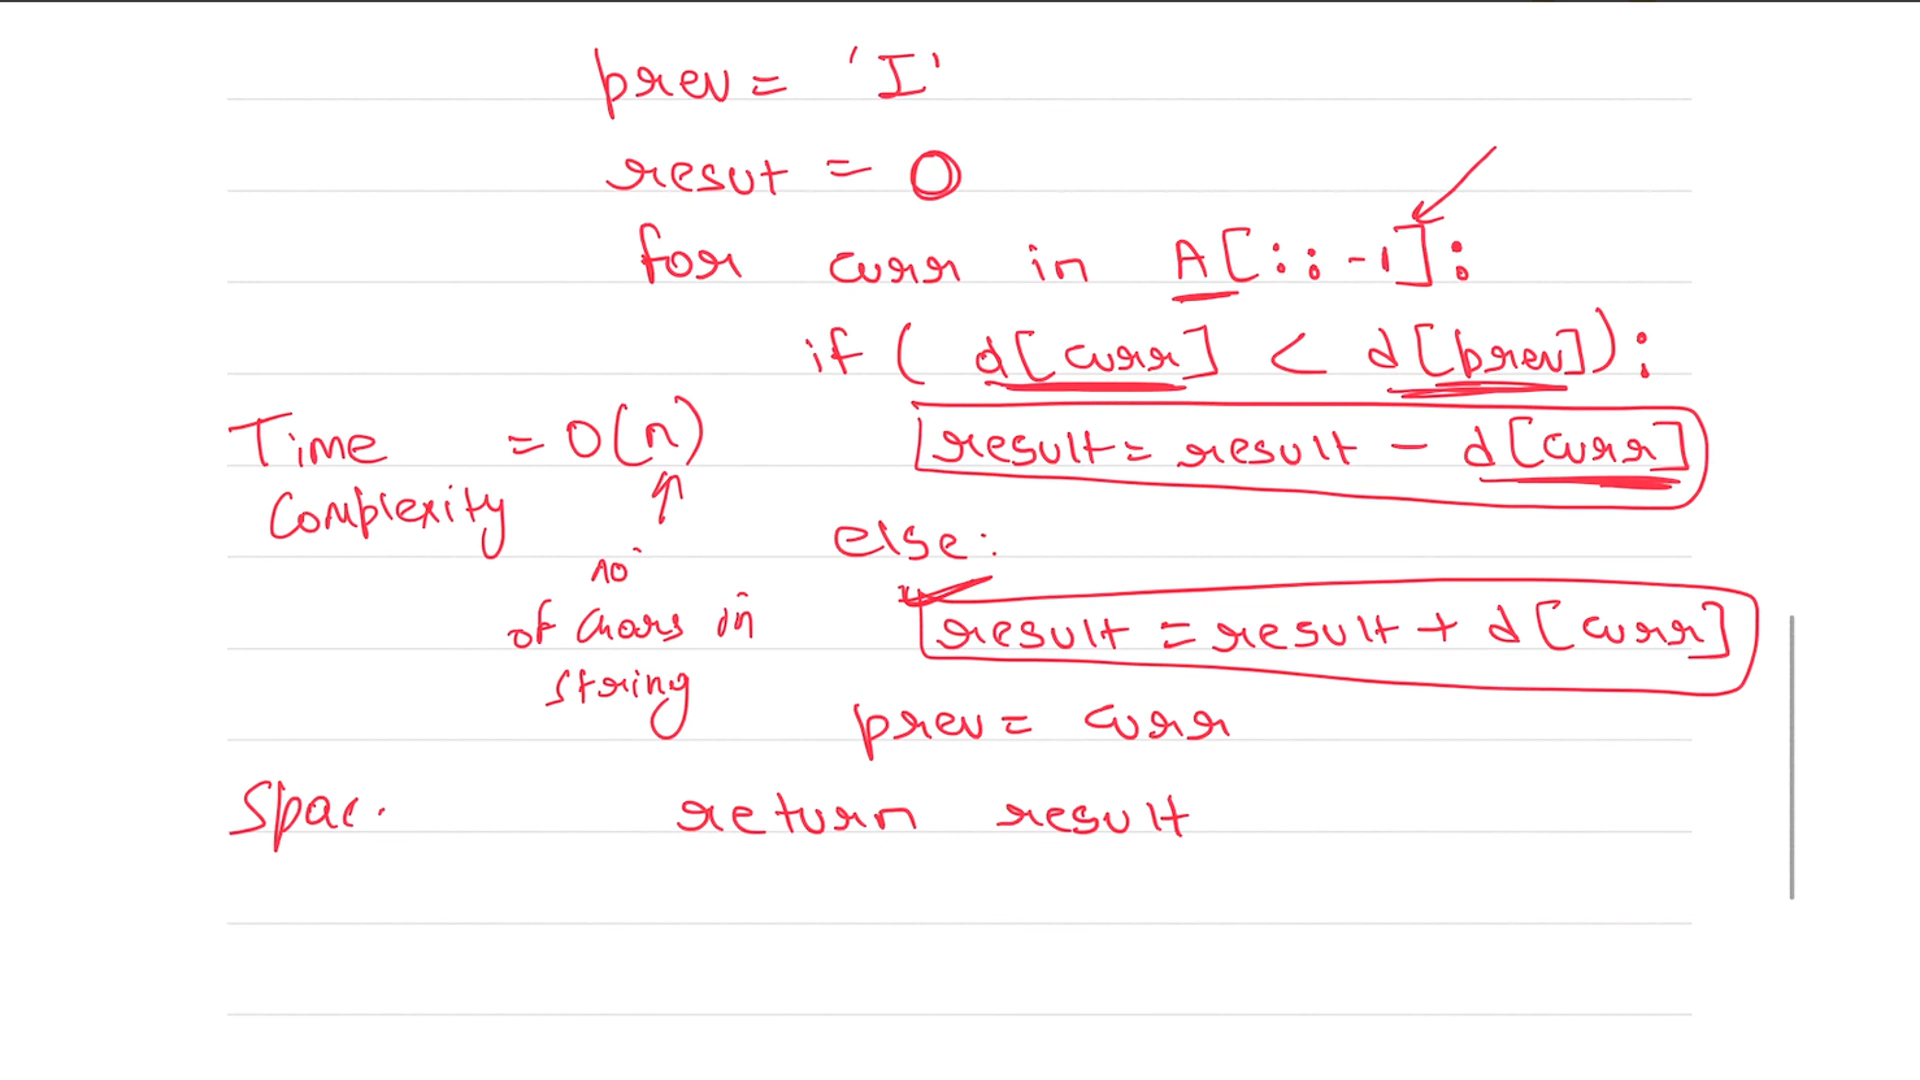 prev = 'I'
resut = 0
for curr in A[::-1]:
if ( d[curr] < d[prev]):
result = result - d[curr]
else:
result = result + d[curr]
prev = curr
return result
Time = O(n)
Complexity
no
of chars in
string
Spac.